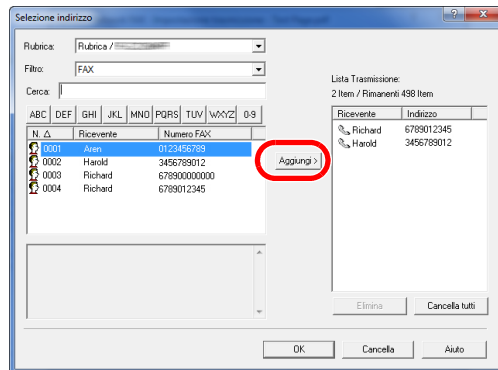 Selezione indirizzo
Rubrica: Rubrica /
Filtro: FAX
Cerca:
ABC DEF GHI JKL MNO PQRS TUV WXYZ 0-9
N. △ Ricevente Numero FAX
0001 Aren 0123456789
0002 Harold 3456789012
0003 Richard 678900000000
0004 Richard 6789012345
Aggiungi >
Lista Trasmissione:
2 Item / Rimanenti 498 Item
Ricevente Indirizzo
Richard 6789012345
Harold 3456789012
Elimina Cancella tutti
OK Cancella Aiuto